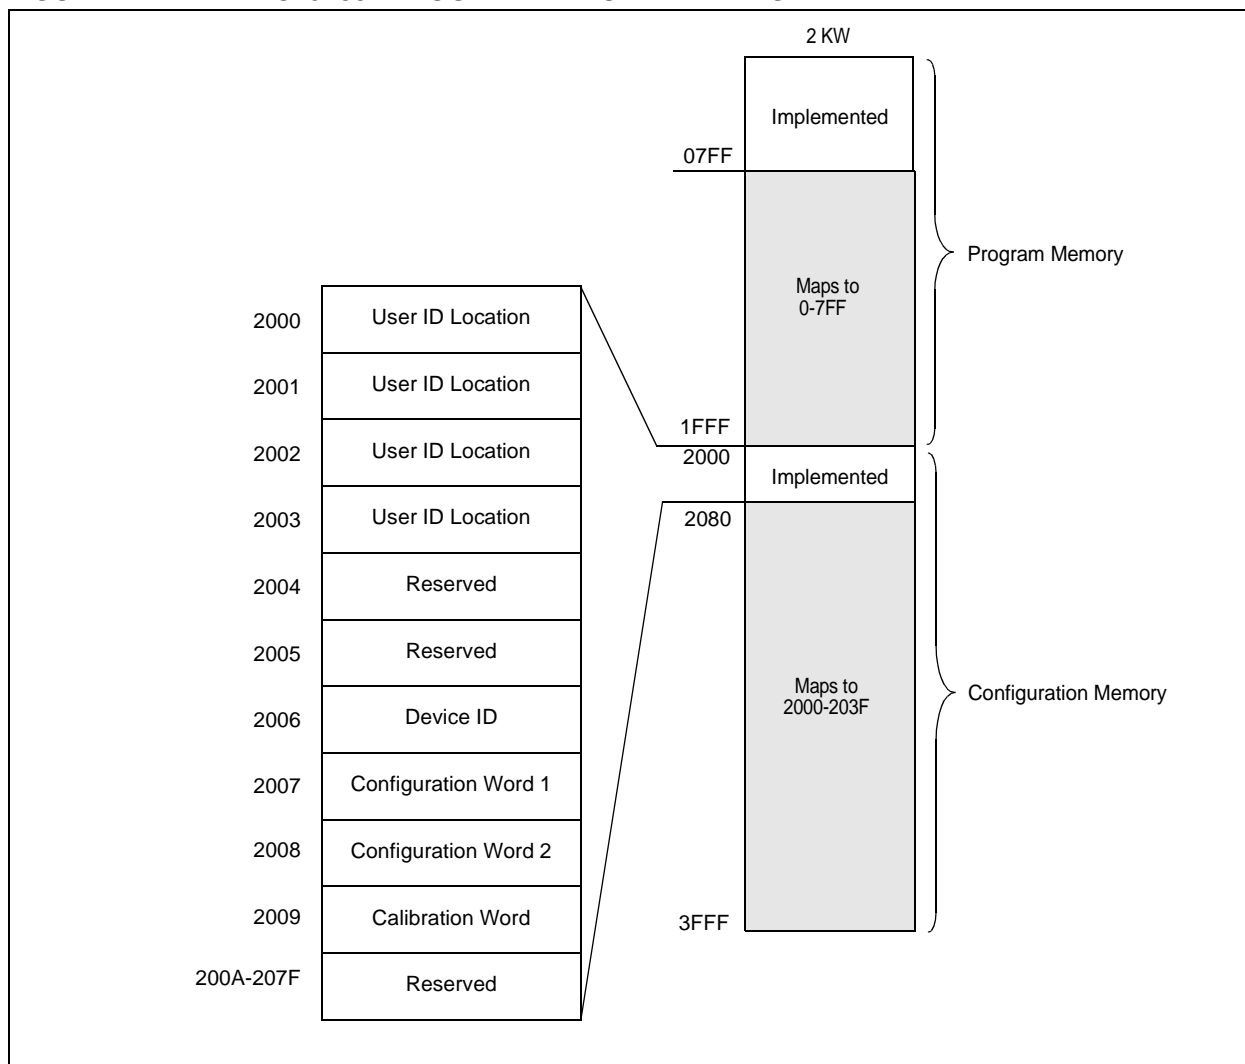 2 KW
Implemented
07FF
Maps to
0-7FF
Program Memory
1FFF
2000
Implemented
2080
Maps to
2000-203F
Configuration Memory
3FFF
2000 User ID Location
2001 User ID Location
2002 User ID Location
2003 User ID Location
2004 Reserved
2005 Reserved
2006 Device ID
2007 Configuration Word 1
2008 Configuration Word 2
2009 Calibration Word
200A-207F Reserved